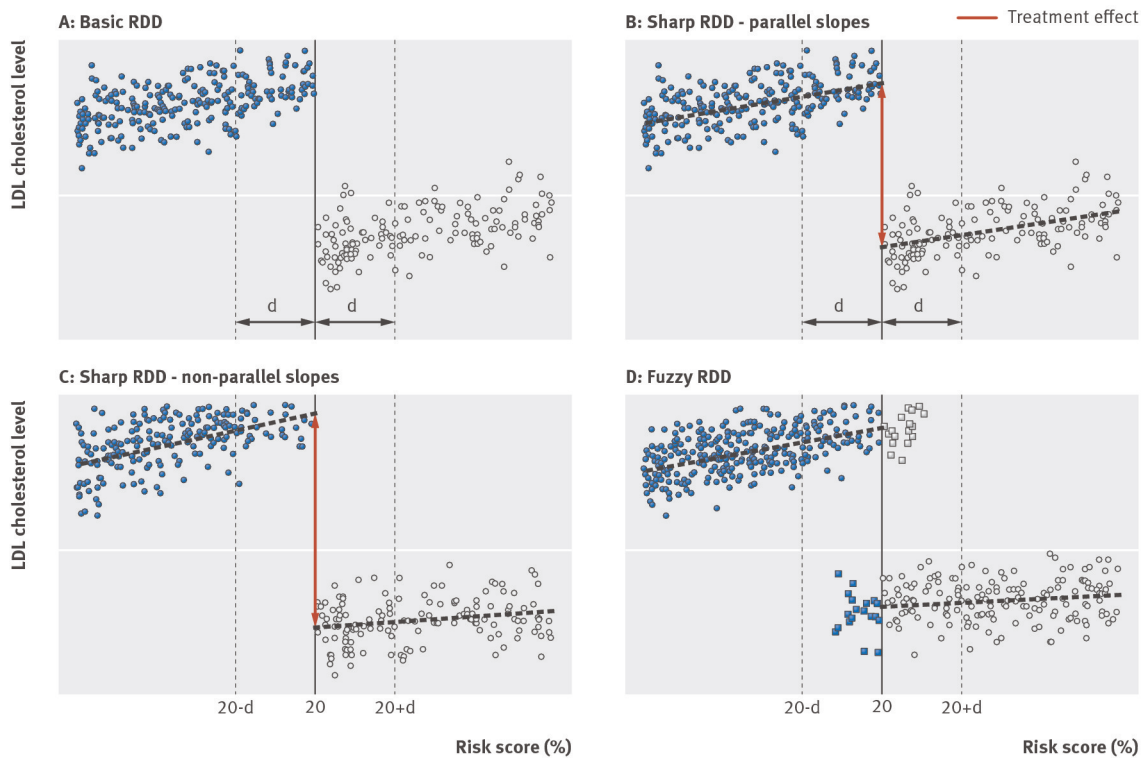 A: Basic RDD
B: Sharp RDD - parallel slopes
Treatment effect
LDL cholesterol level
d
d
d
d
C: Sharp RDD - non-parallel slopes
D: Fuzzy RDD
LDL cholesterol level
20-d
20
20+d
20-d
20
20+d
Risk score (%)
Risk score (%)